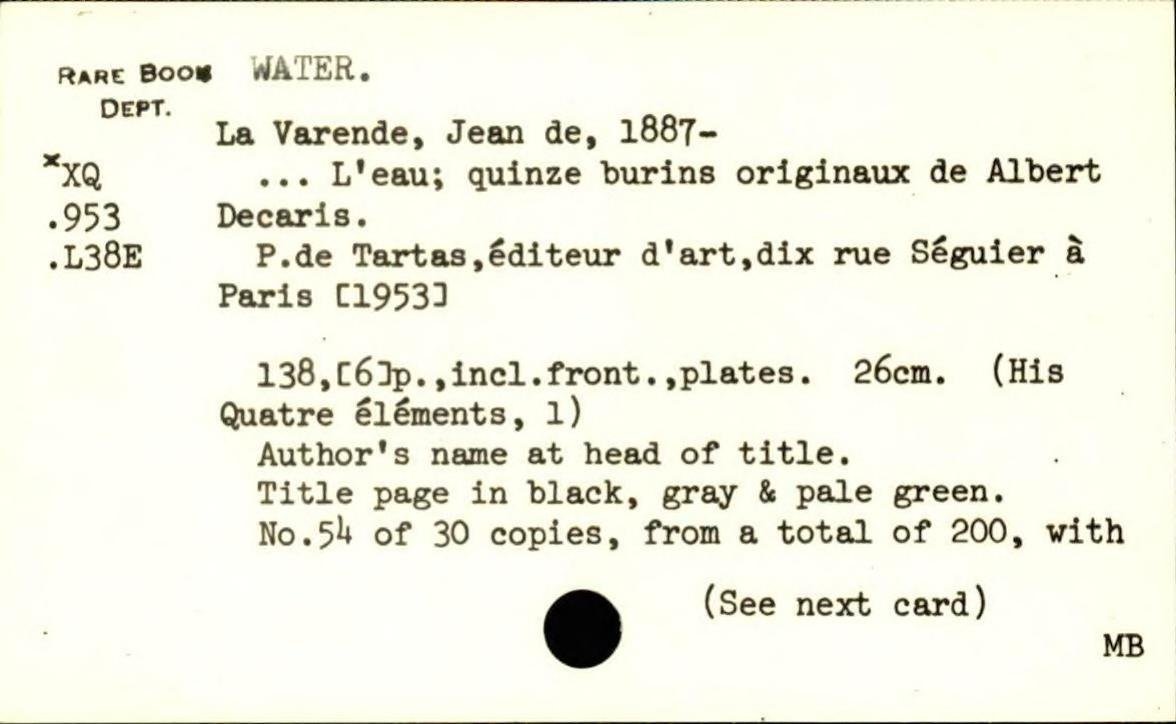 RARE BOOK WATER.
DEPT.
La Varende, Jean de, 1887-
*XQ ... L'eau; quinze burins originaux de Albert
.953 Decaris.
.L38E P.de Tartas,éditeur d'art,dix rue Séguier à
Paris [1953]
138,[6]p.,incl.front.,plates. 26cm. (His
Quatre éléments, 1)
Author's name at head of title.
Title page in black, gray & pale green.
No.54 of 30 copies, from a total of 200, with
(See next card)
MB